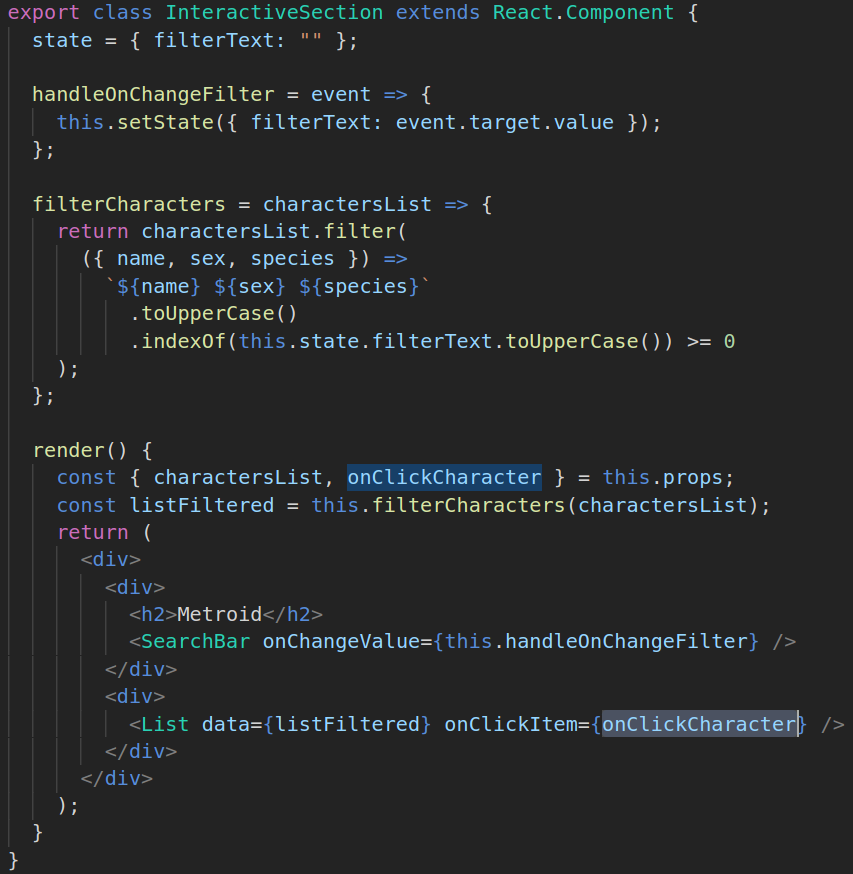 export class InteractiveSection extends React.Component {
  state = { filterText: "" };

  handleOnChangeFilter = event => {
    this.setState({ filterText: event.target.value });
  };

  filterCharacters = charactersList => {
    return charactersList.filter(
      ({ name, sex, species }) =>
        `${name} ${sex} ${species}`
          .toUpperCase()
          .indexOf(this.state.filterText.toUpperCase()) >= 0
    );
  };

  render() {
    const { charactersList, onClickCharacter } = this.props;
    const listFiltered = this.filterCharacters(charactersList);
    return (
      <div>
        <div>
          <h2>Metroid</h2>
          <SearchBar onChangeValue={this.handleOnChangeFilter} />
        </div>
        <div>
          <List data={listFiltered} onClickItem={onClickCharacter} />
        </div>
      </div>
    );
  }
}